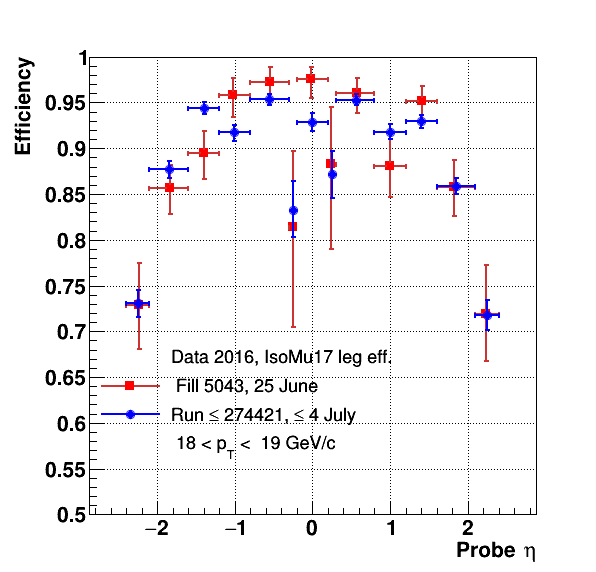 Efficiency
1
0.95
0.9
0.85
0.8
0.75
0.7
0.65
0.6
0.55
0.5
Data 2016, IsoMu17 leg eff.
Fill 5043, 25 June
Run ≤ 274421, ≤ 4 July
18 < p_T < 19 GeV/c
−2 −1 0 1 2
Probe η